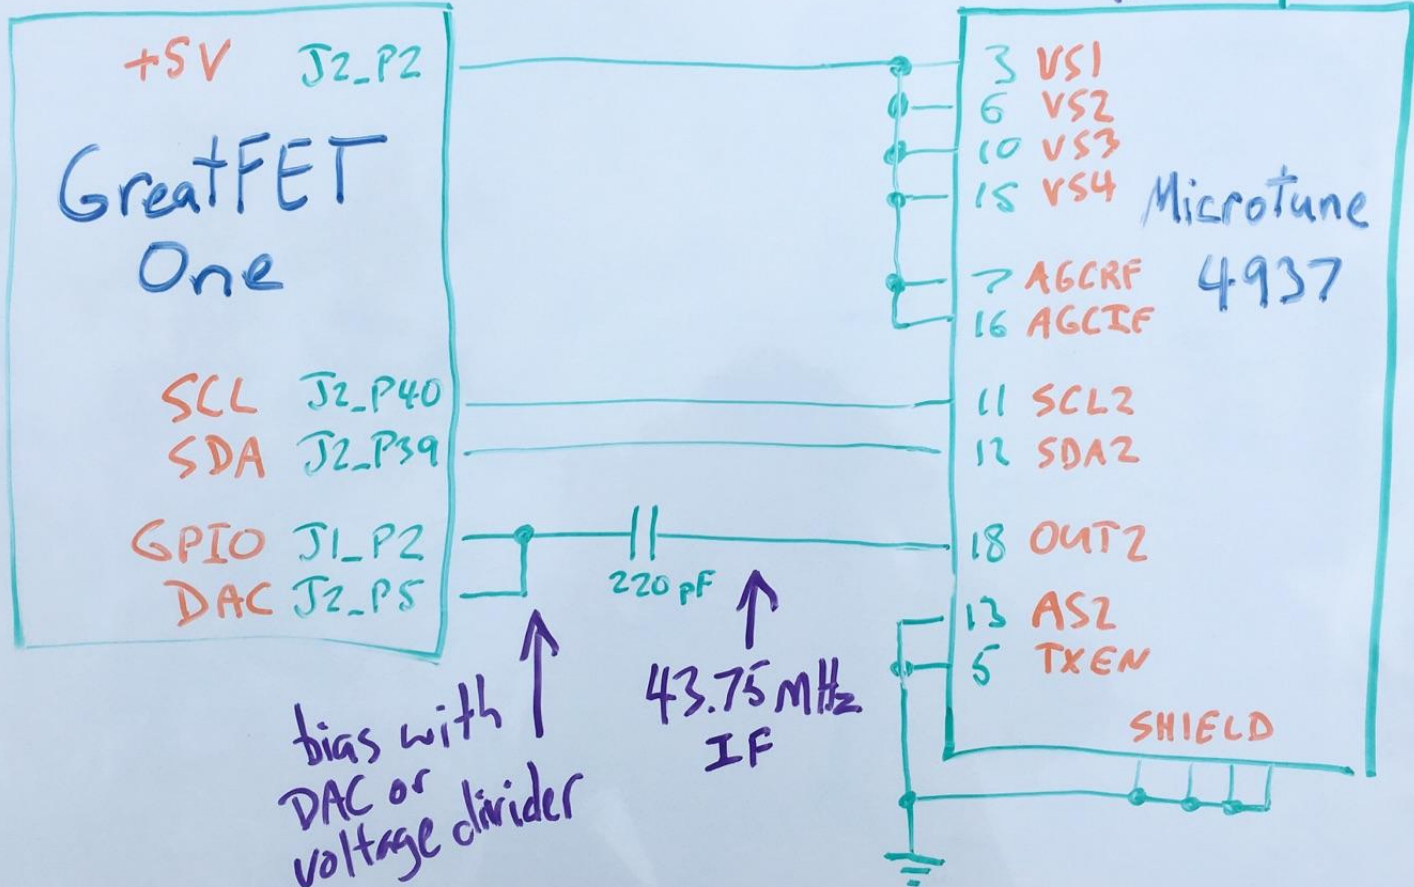 +5V J2_P2
GreatFET
One
SCL J2_P40
SDA J2_P39
GPIO J1_P2
DAC J2_P5
bias with
DAC or
voltage divider
220pF
43.75 MHz
IF
3 VS1
6 VS2
10 VS3
15 VS4
7 AGCRF
16 AGCIF
Microtune
4937
11 SCL2
12 SDA2
18 OUT2
13 AS2
5 TXEN
SHIELD